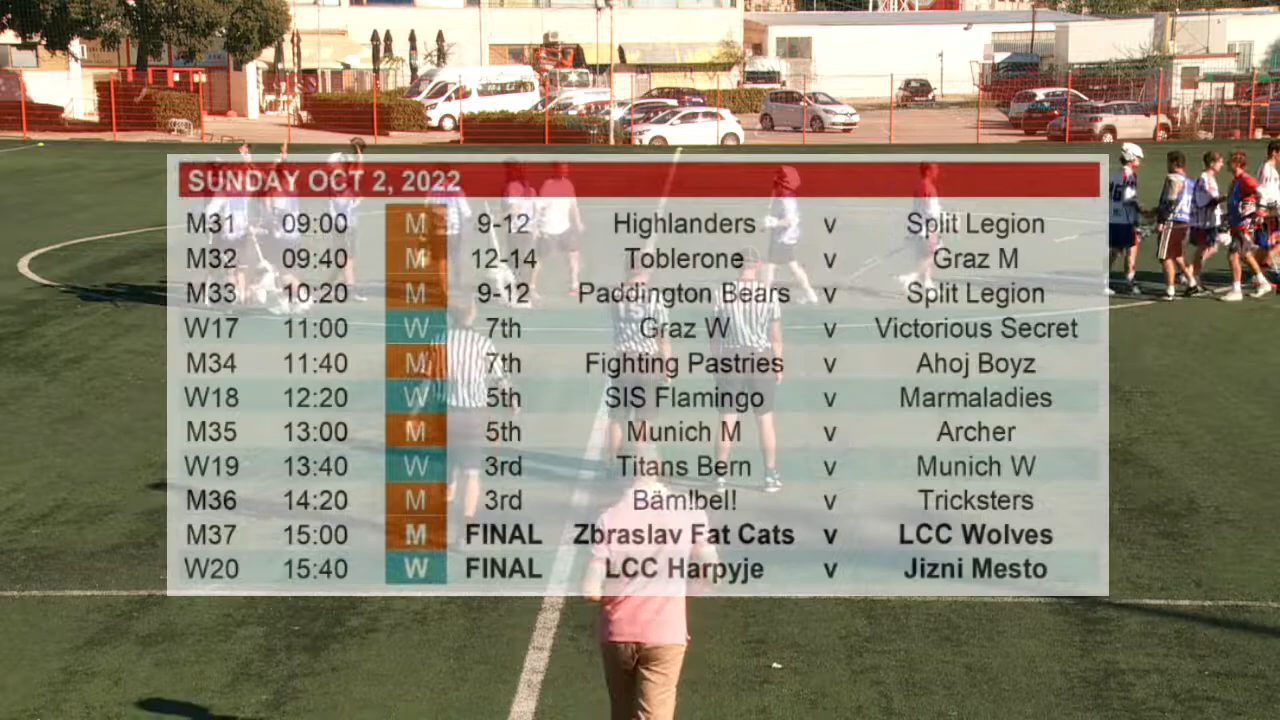 SUNDAY OCT 2, 2022
M31 09:00 M 9-12 Highlanders v Split Legion
M32 09:40 M 12-14 Toblerone v Graz M
M33 10:20 M 9-12 Paddington Bears v Split Legion
W17 11:00 W 7th Graz W v Victorious Secret
M34 11:40 M 7th Fighting Pastries v Ahoj Boyz
W18 12:20 W 5th SIS Flamingo v Marmaladies
M35 13:00 M 5th Munich M v Archer
W19 13:40 W 3rd Titans Bern v Munich W
M36 14:20 M 3rd Bäm!bel! v Tricksters
M37 15:00 M FINAL Zbraslav Fat Cats v LCC Wolves
W20 15:40 W FINAL LCC Harpyje v Jizni Mesto